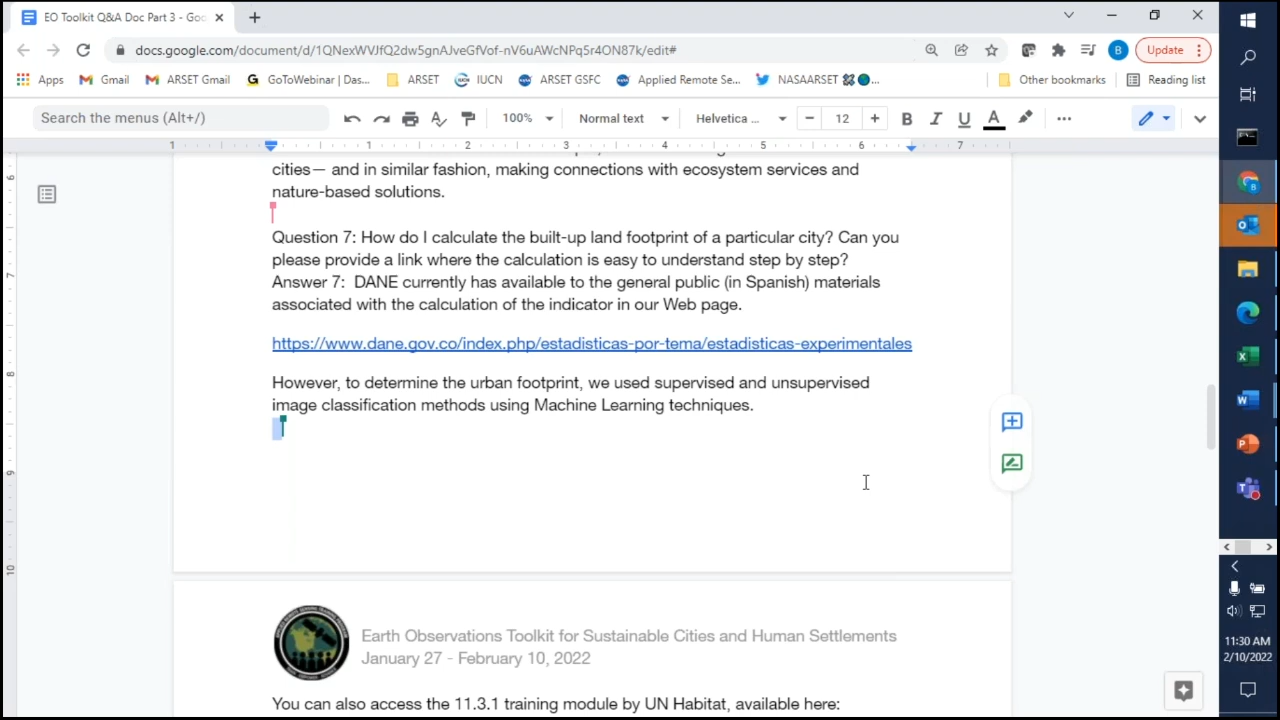 EO Toolkit Q&A Doc Part 3 - Goo
docs.google.com/document/d/1QNexWVJfQ2dw5gnAJveGfVof-nV6uAWcNPq5r4ON87k/edit#
Update
Apps
Gmail
ARSET Gmail
GoToWebinar | Das...
ARSET
IUCN
ARSET GSFC
Applied Remote Se...
NASAARSET
Other bookmarks
Reading list
Search the menus (Alt+/)
100%
Normal text
Helvetica ...
12
B I U A
1 1 2 3 4 5 6 7
cities— and in similar fashion, making connections with ecosystem services and
nature-based solutions.
Question 7: How do I calculate the built-up land footprint of a particular city? Can you
please provide a link where the calculation is easy to understand step by step?
Answer 7: DANE currently has available to the general public (in Spanish) materials
associated with the calculation of the indicator in our Web page.
https://www.dane.gov.co/index.php/estadisticas-por-tema/estadisticas-experimentales
However, to determine the urban footprint, we used supervised and unsupervised
image classification methods using Machine Learning techniques.
Earth Observations Toolkit for Sustainable Cities and Human Settlements
January 27 - February 10, 2022
You can also access the 11.3.1 training module by UN Habitat, available here:
11:30 AM
2/10/2022